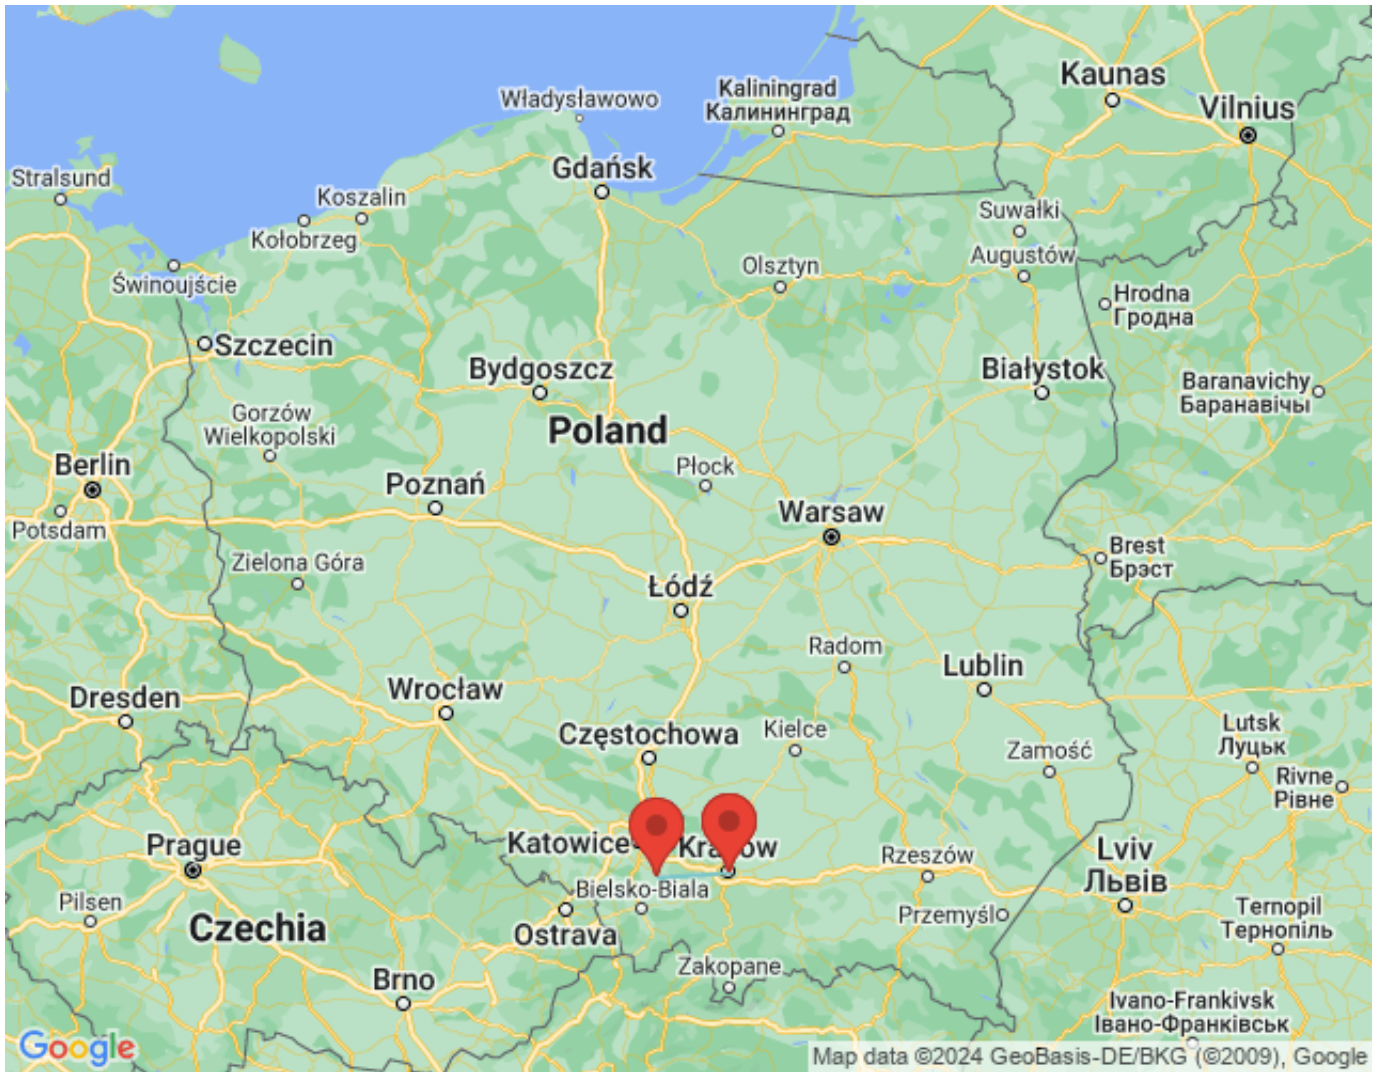 Kaunas
Kaliningrad
Калининград
Władysławowo
Vilnius
Gdańsk
Stralsund
Koszalin
Suwałki
Kołobrzeg
Augustów
Olsztyn
Świnoujście
Hrodna
Гродна
Szczecin
Bydgoszcz
Białystok
Baranavichy
Баранавічы
Gorzów
Wielkopolski
Poland
Berlin
Płock
Poznań
Warsaw
Potsdam
Brest
Брэст
Zielona Góra
Łódź
Radom
Lublin
Wrocław
Dresden
Częstochowa
Kielce
Lutsk
Луцьк
Zamość
Rivne
Рівне
Prague
Katowice
Krakow
Rzeszów
Lviv
Львів
Bielsko-Biala
Pilsen
Przemyśl
Ternopil
Тернопіль
Czechia
Ostrava
Zakopane
Brno
Ivano-Frankivsk
Івано-Франківськ
Google
Map data ©2024 GeoBasis-DE/BKG (©2009), Google